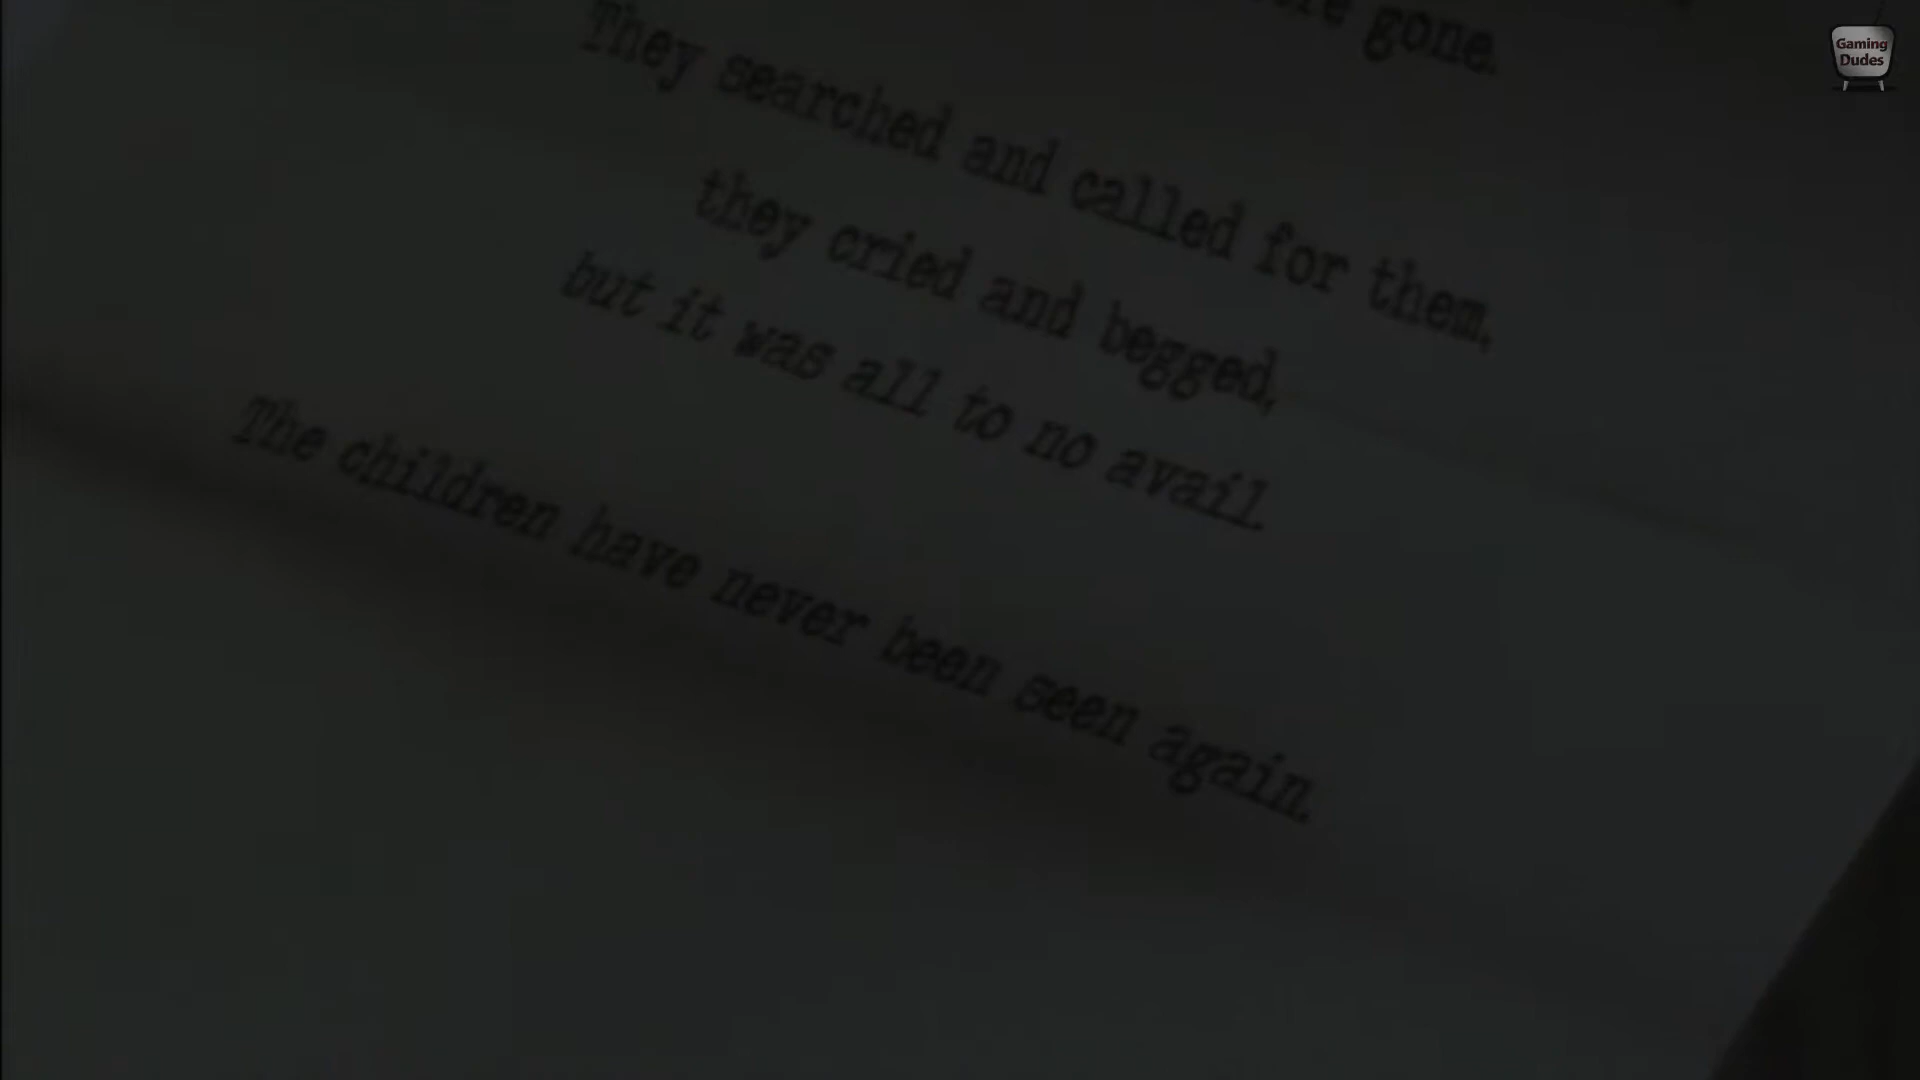 gone.
They searched and called for them,
they cried and begged,
but it was all to no avail.
The children have never been seen again.
Gaming
Dudes